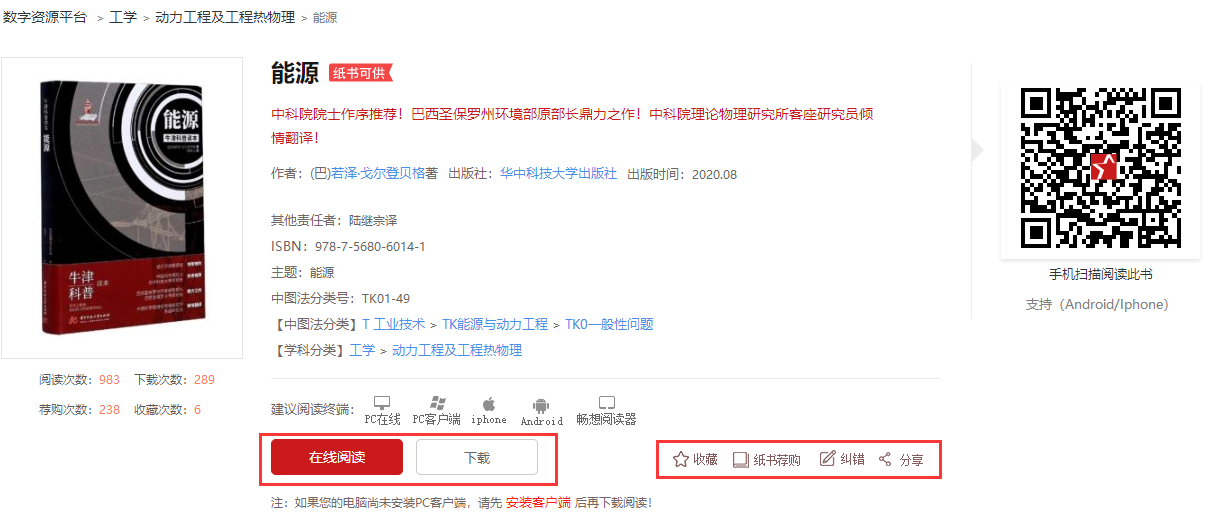 数字资源平台 > 工学 > 动力工程及工程热物理 > 能源
能源 纸书可供
中科院院士作序推荐！巴西圣保罗州环境部原部长鼎力之作！中科院理论物理研究所客座研究员倾
情翻译！
作者：(巴)若泽·戈尔登贝格著 出版社：华中科技大学出版社 出版时间：2020.08
其他责任者：陆继宗译
ISBN：978-7-5680-6014-1
主题：能源
中图法分类号：TK01-49
【中图法分类】T 工业技术 > TK能源与动力工程 > TK0一般性问题
【学科分类】工学 > 动力工程及工程热物理
能源
牛津科普读本
能源
牛津
科普
读本
阅读次数：983 下载次数：289
荐购次数：238 收藏次数：6
建议阅读终端：
PC在线 PC客户端 iphone Android 畅想阅读器
在线阅读 下载
收藏 纸书荐购 纠错 分享
注：如果您的电脑尚未安装PC客户端，请先 安装客户端 后再下载阅读！
手机扫描阅读此书
支持（Android/Iphone）